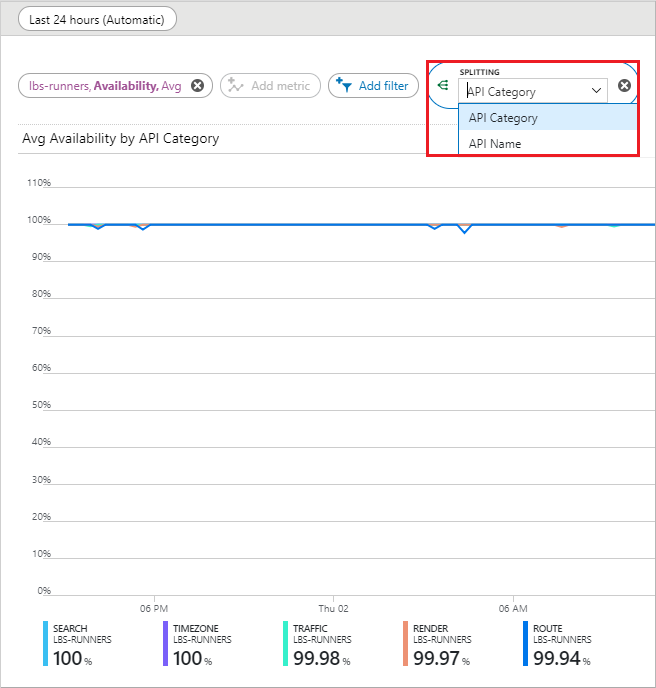 Last 24 hours (Automatic)
lbs-runners, Availability, Avg
Add metric
Add filter
SPLITTING
API Category
API Category
API Name
Avg Availability by API Category
110%
100%
90%
80%
70%
60%
50%
40%
30%
20%
10%
0%
06 PM Thu 02 06 AM
SEARCH
LBS-RUNNERS
100 %
TIMEZONE
LBS-RUNNERS
100 %
TRAFFIC
LBS-RUNNERS
99.98 %
RENDER
LBS-RUNNERS
99.97 %
ROUTE
LBS-RUNNERS
99.94 %